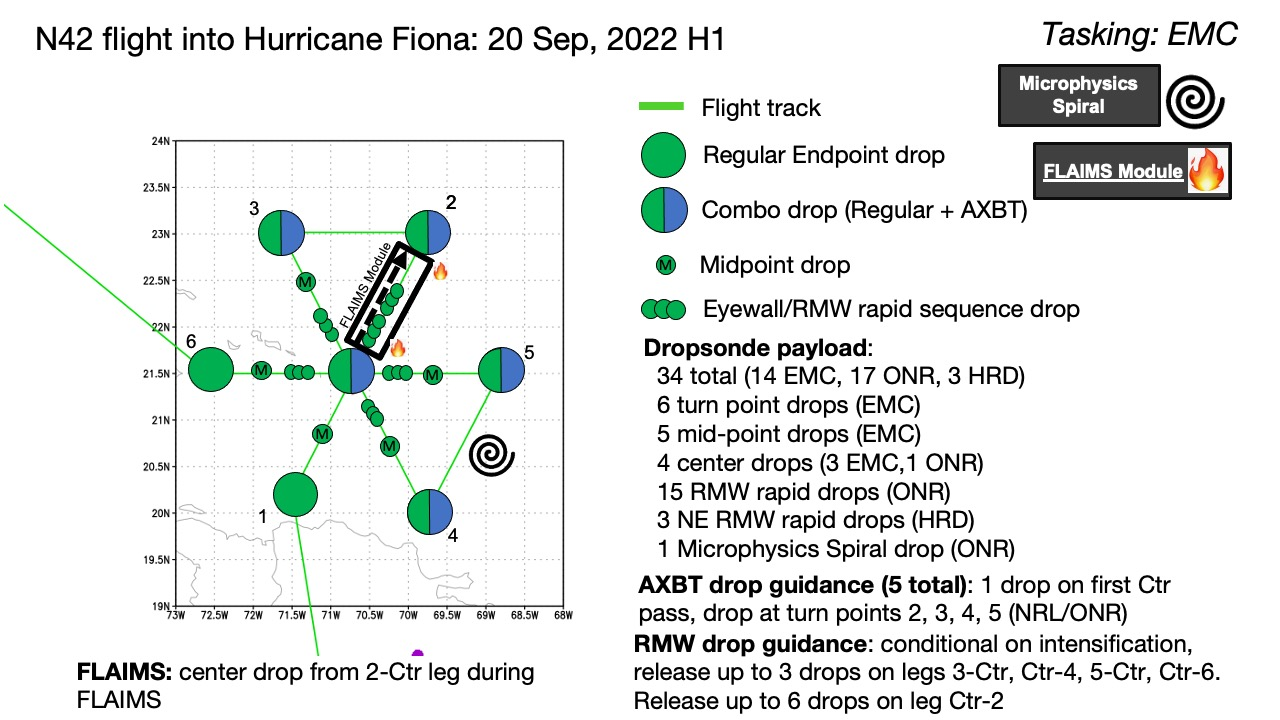 N42 flight into Hurricane Fiona: 20 Sep, 2022 H1
Tasking: EMC
Microphysics
Spiral
FLAIMS Module
Flight track
Regular Endpoint drop
Combo drop (Regular + AXBT)
M Midpoint drop
Eyewall/RMW rapid sequence drop
24N
23.5N
23N
22.5N
22N
21.5N
21N
20.5N
20N
19.5N
19N
73W 72.5W 72W 71.5W 71W 70.5W 70W 69.5W 69W 68.5W 68W
3
2
M
FLAIMS Module
6
5
M
M
M
M
1
4
Dropsonde payload:
34 total (14 EMC, 17 ONR, 3 HRD)
6 turn point drops (EMC)
5 mid-point drops (EMC)
4 center drops (3 EMC,1 ONR)
15 RMW rapid drops (ONR)
3 NE RMW rapid drops (HRD)
1 Microphysics Spiral drop (ONR)
AXBT drop guidance (5 total): 1 drop on first Ctr
pass, drop at turn points 2, 3, 4, 5 (NRL/ONR)
RMW drop guidance: conditional on intensification,
release up to 3 drops on legs 3-Ctr, Ctr-4, 5-Ctr, Ctr-6.
Release up to 6 drops on leg Ctr-2
FLAIMS: center drop from 2-Ctr leg during
FLAIMS